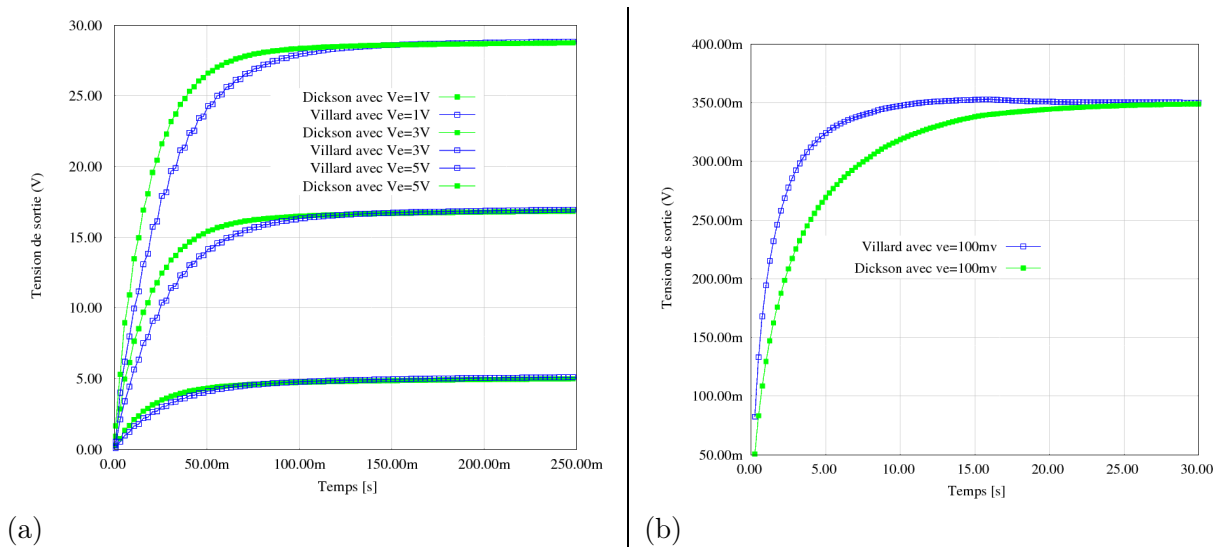 30.00
25.00
20.00
15.00
10.00
5.00
0.00
Tension de sortie (V)
Dickson avec Ve=1V
Villard avec Ve=1V
Dickson avec Ve=3V
Villard avec Ve=3V
Villard avec Ve=5V
Dickson avec Ve=5V
0.00 50.00m 100.00m 150.00m 200.00m 250.00m
Temps [s]
(a)
400.00m
350.00m
300.00m
250.00m
200.00m
150.00m
100.00m
50.00m
Tension de sortie (V)
Villard avec ve=100mv
Dickson avec ve=100mv
0.00 5.00 10.00 15.00 20.00 25.00 30.00
Temps [s]
(b)